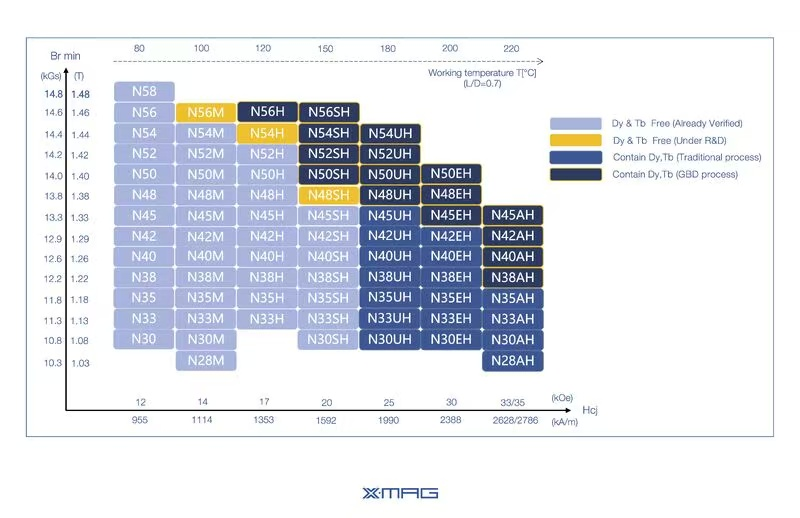 80 100 120 150 180 200 220
Br min
Working temperature T[°C]
(kGs) (T)
(L/D=0.7)
14.8 1.48 N58
14.6 1.46 N56 N56M N56H N56SH
14.4 1.44 N54 N54M N54H N54SH N54UH
14.2 1.42 N52 N52M N52H N52SH N52UH
14.0 1.40 N50 N50M N50H N50SH N50UH N50EH
13.8 1.38 N48 N48M N48H N48SH N48UH N48EH
13.3 1.33 N45 N45M N45H N45SH N45UH N45EH N45AH
12.9 1.29 N42 N42M N42H N42SH N42UH N42EH N42AH
12.6 1.26 N40 N40M N40H N40SH N40UH N40EH N40AH
12.2 1.22 N38 N38M N38H N38SH N38UH N38EH N38AH
11.8 1.18 N35 N35M N35H N35SH N35UH N35EH N35AH
11.3 1.13 N33 N33M N33H N33SH N33UH N33EH N33AH
10.8 1.08 N30 N30M N30SH N30UH N30EH N30AH
10.3 1.03 N28M N28AH
Dy & Tb Free (Already Verified)
Dy & Tb Free (Under R&D)
Contain Dy,Tb (Traditional process)
Contain Dy,Tb (GBD process)
12 14 17 20 25 30 33/35 (kOe)
Hcj
955 1114 1353 1592 1990 2388 2628/2786 (kA/m)
X-MAG